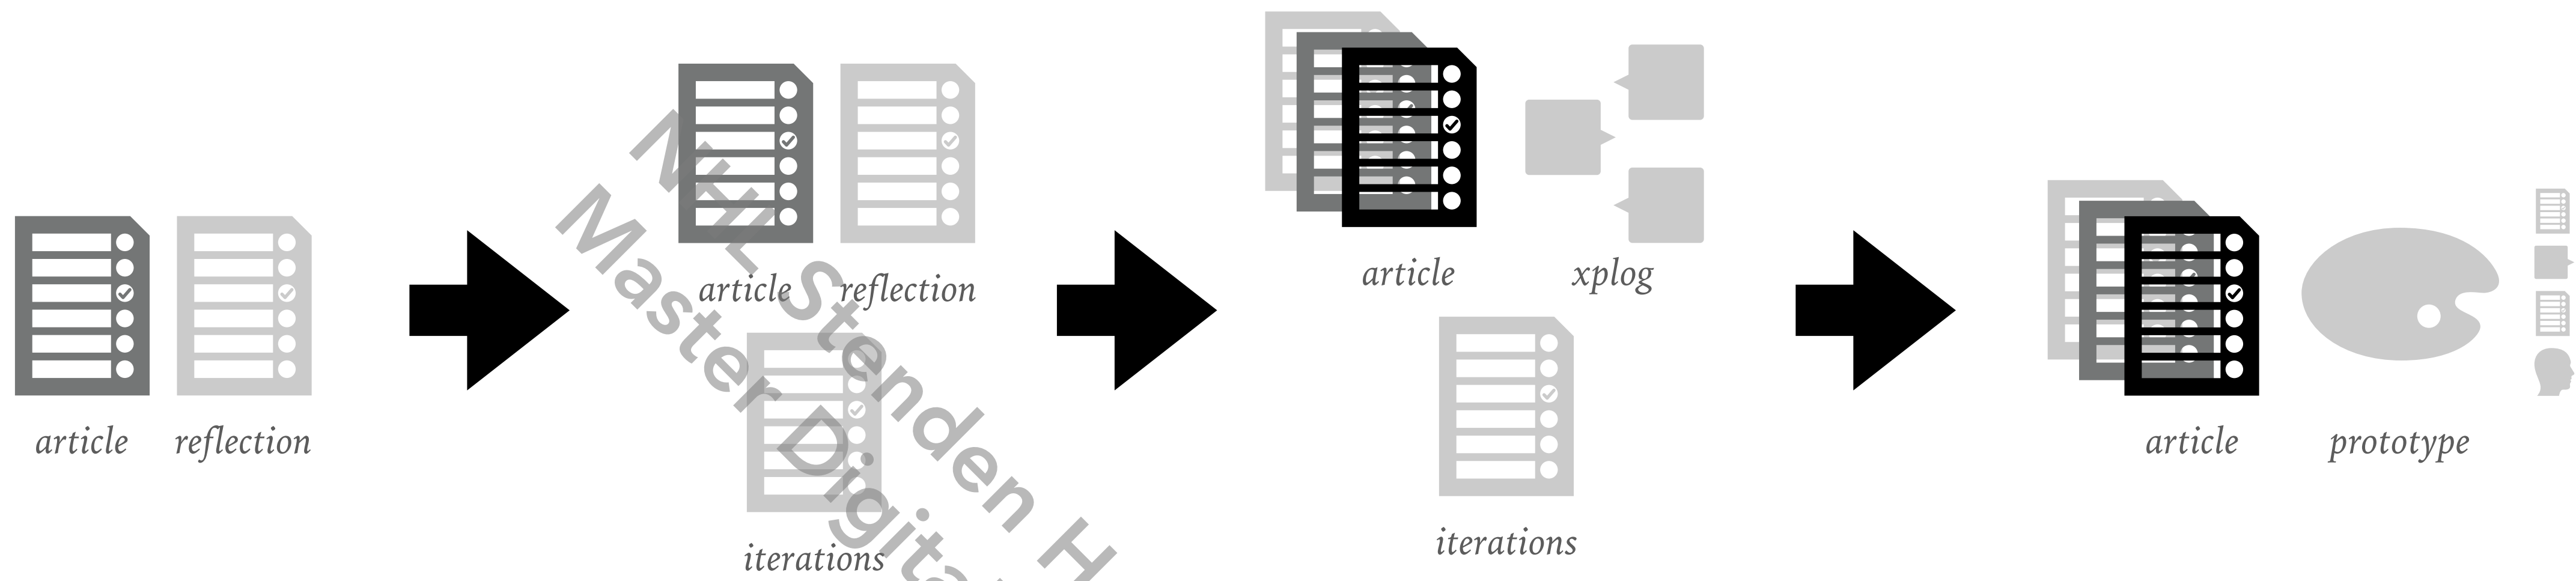 article reflection
article reflection
iterations
article xplog
iterations
article prototype
NHL Stenden H
Master Digita